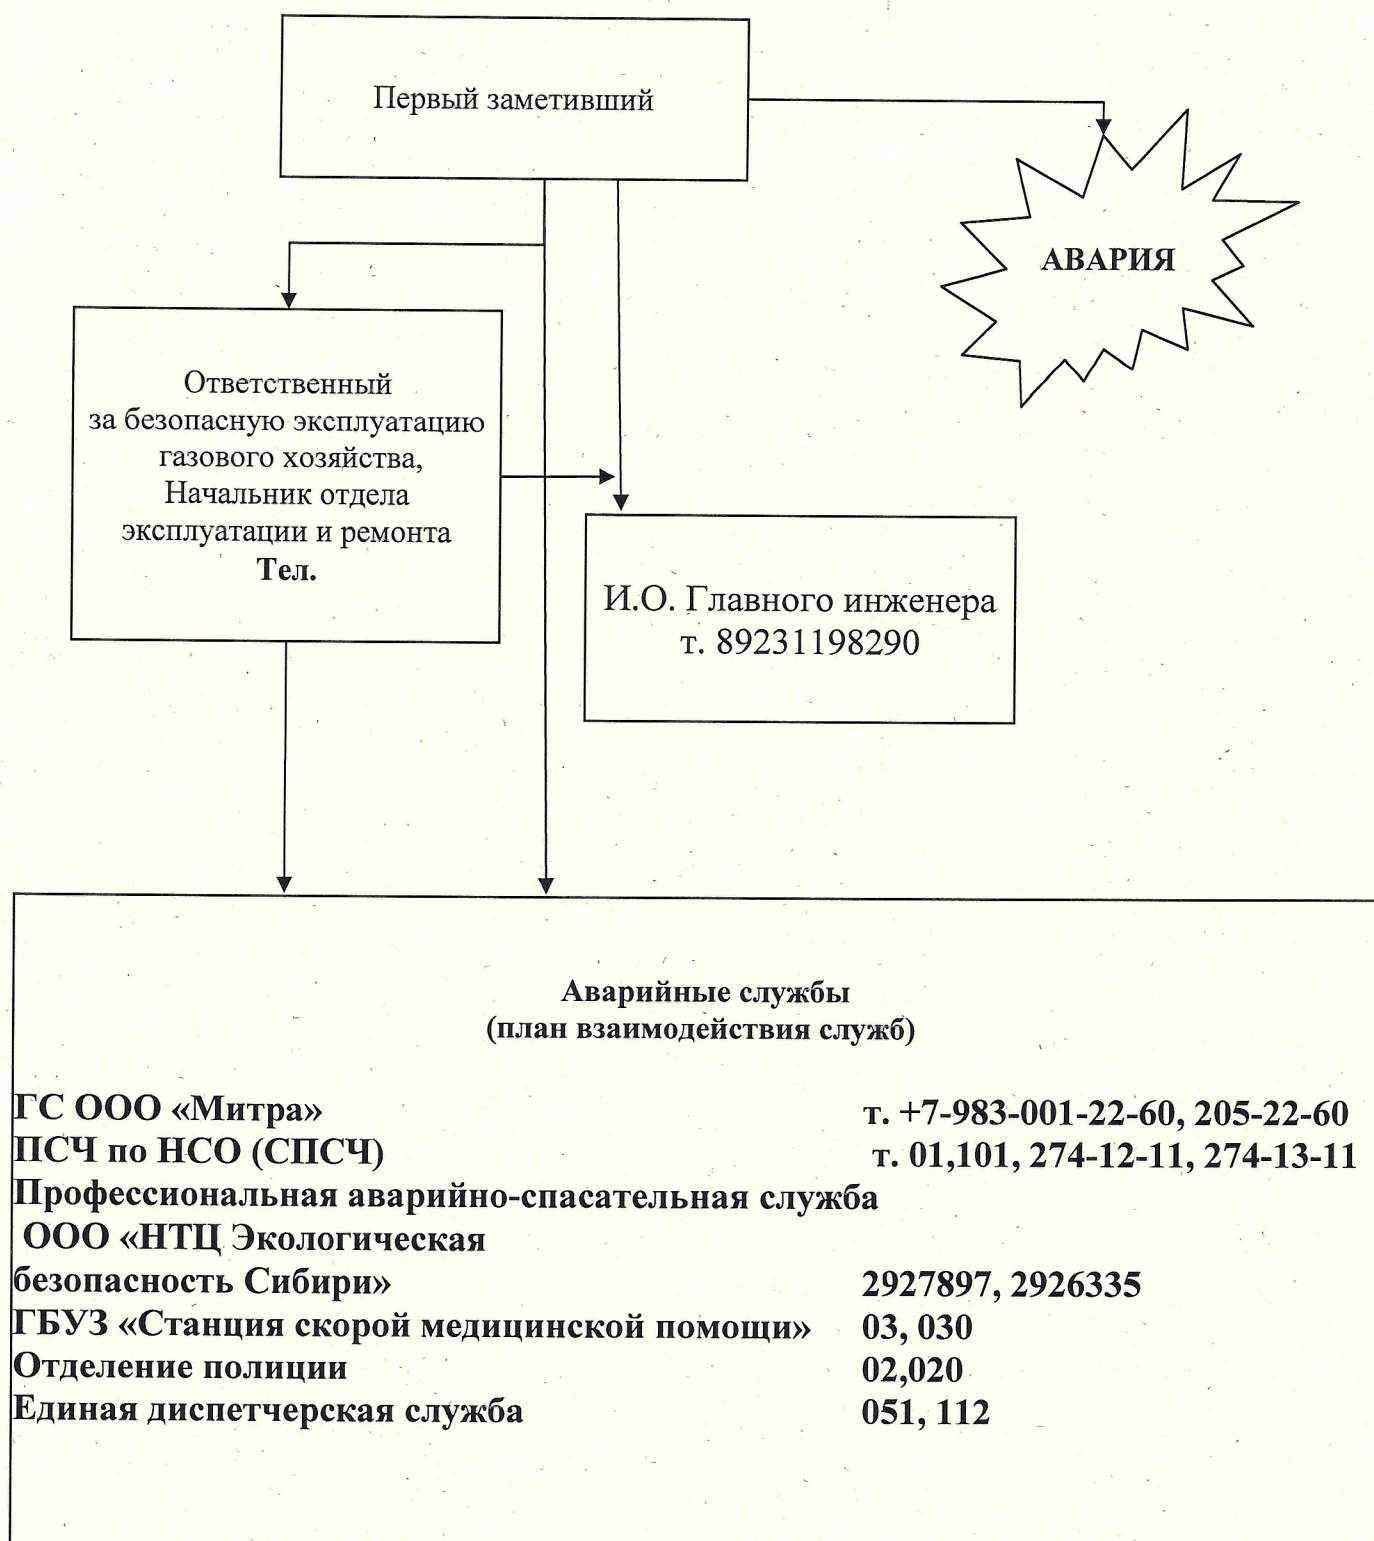 Первый заметивший
АВАРИЯ
Ответственный
за безопасную эксплуатацию
газового хозяйства,
Начальник отдела
эксплуатации и ремонта
Тел.
И.О. Главного инженера
т. 89231198290
Аварийные службы
(план взаимодействия служб)
ГС ООО «Митра» т. +7-983-001-22-60, 205-22-60
ПСЧ по НСО (СПСЧ) т. 01,101, 274-12-11, 274-13-11
Профессиональная аварийно-спасательная служба
ООО «НТЦ Экологическая
безопасность Сибири» 2927897, 2926335
ГБУЗ «Станция скорой медицинской помощи» 03, 030
Отделение полиции 02,020
Единая диспетчерская служба 051, 112